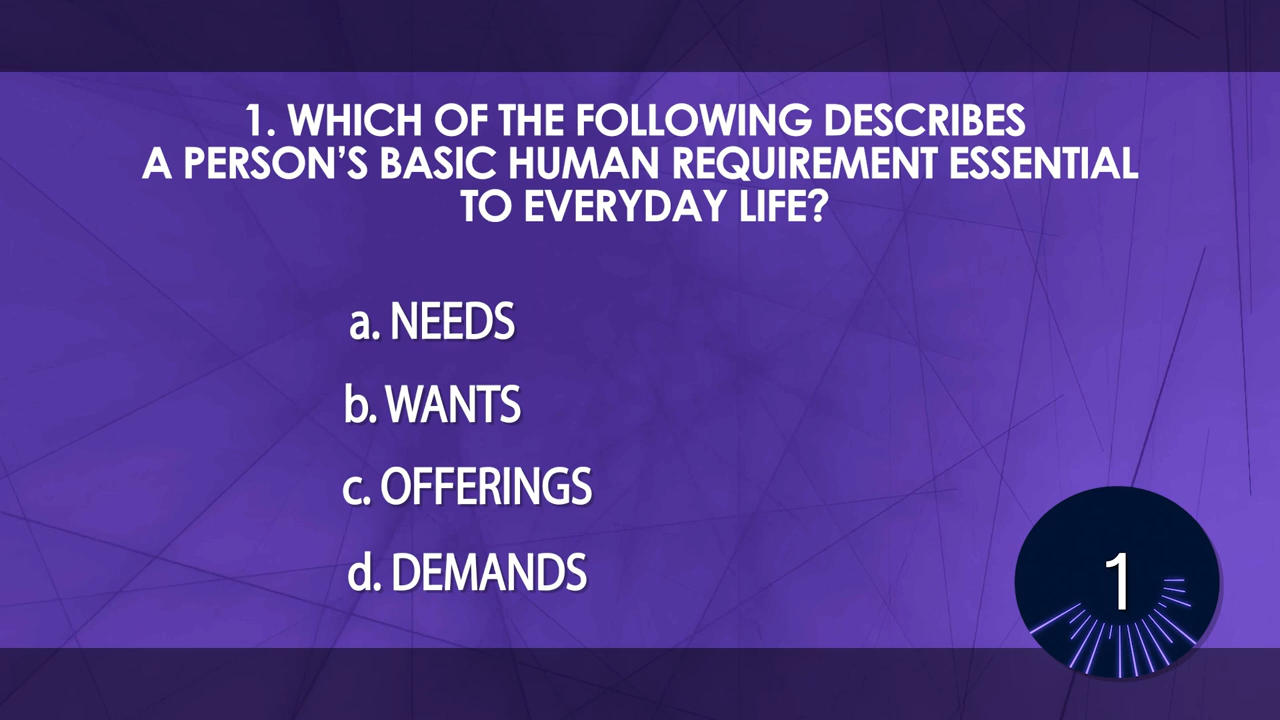 1. WHICH OF THE FOLLOWING DESCRIBES
A PERSON’S BASIC HUMAN REQUIREMENT ESSENTIAL
TO EVERYDAY LIFE?
a. NEEDS
b. WANTS
c. OFFERINGS
d. DEMANDS
1